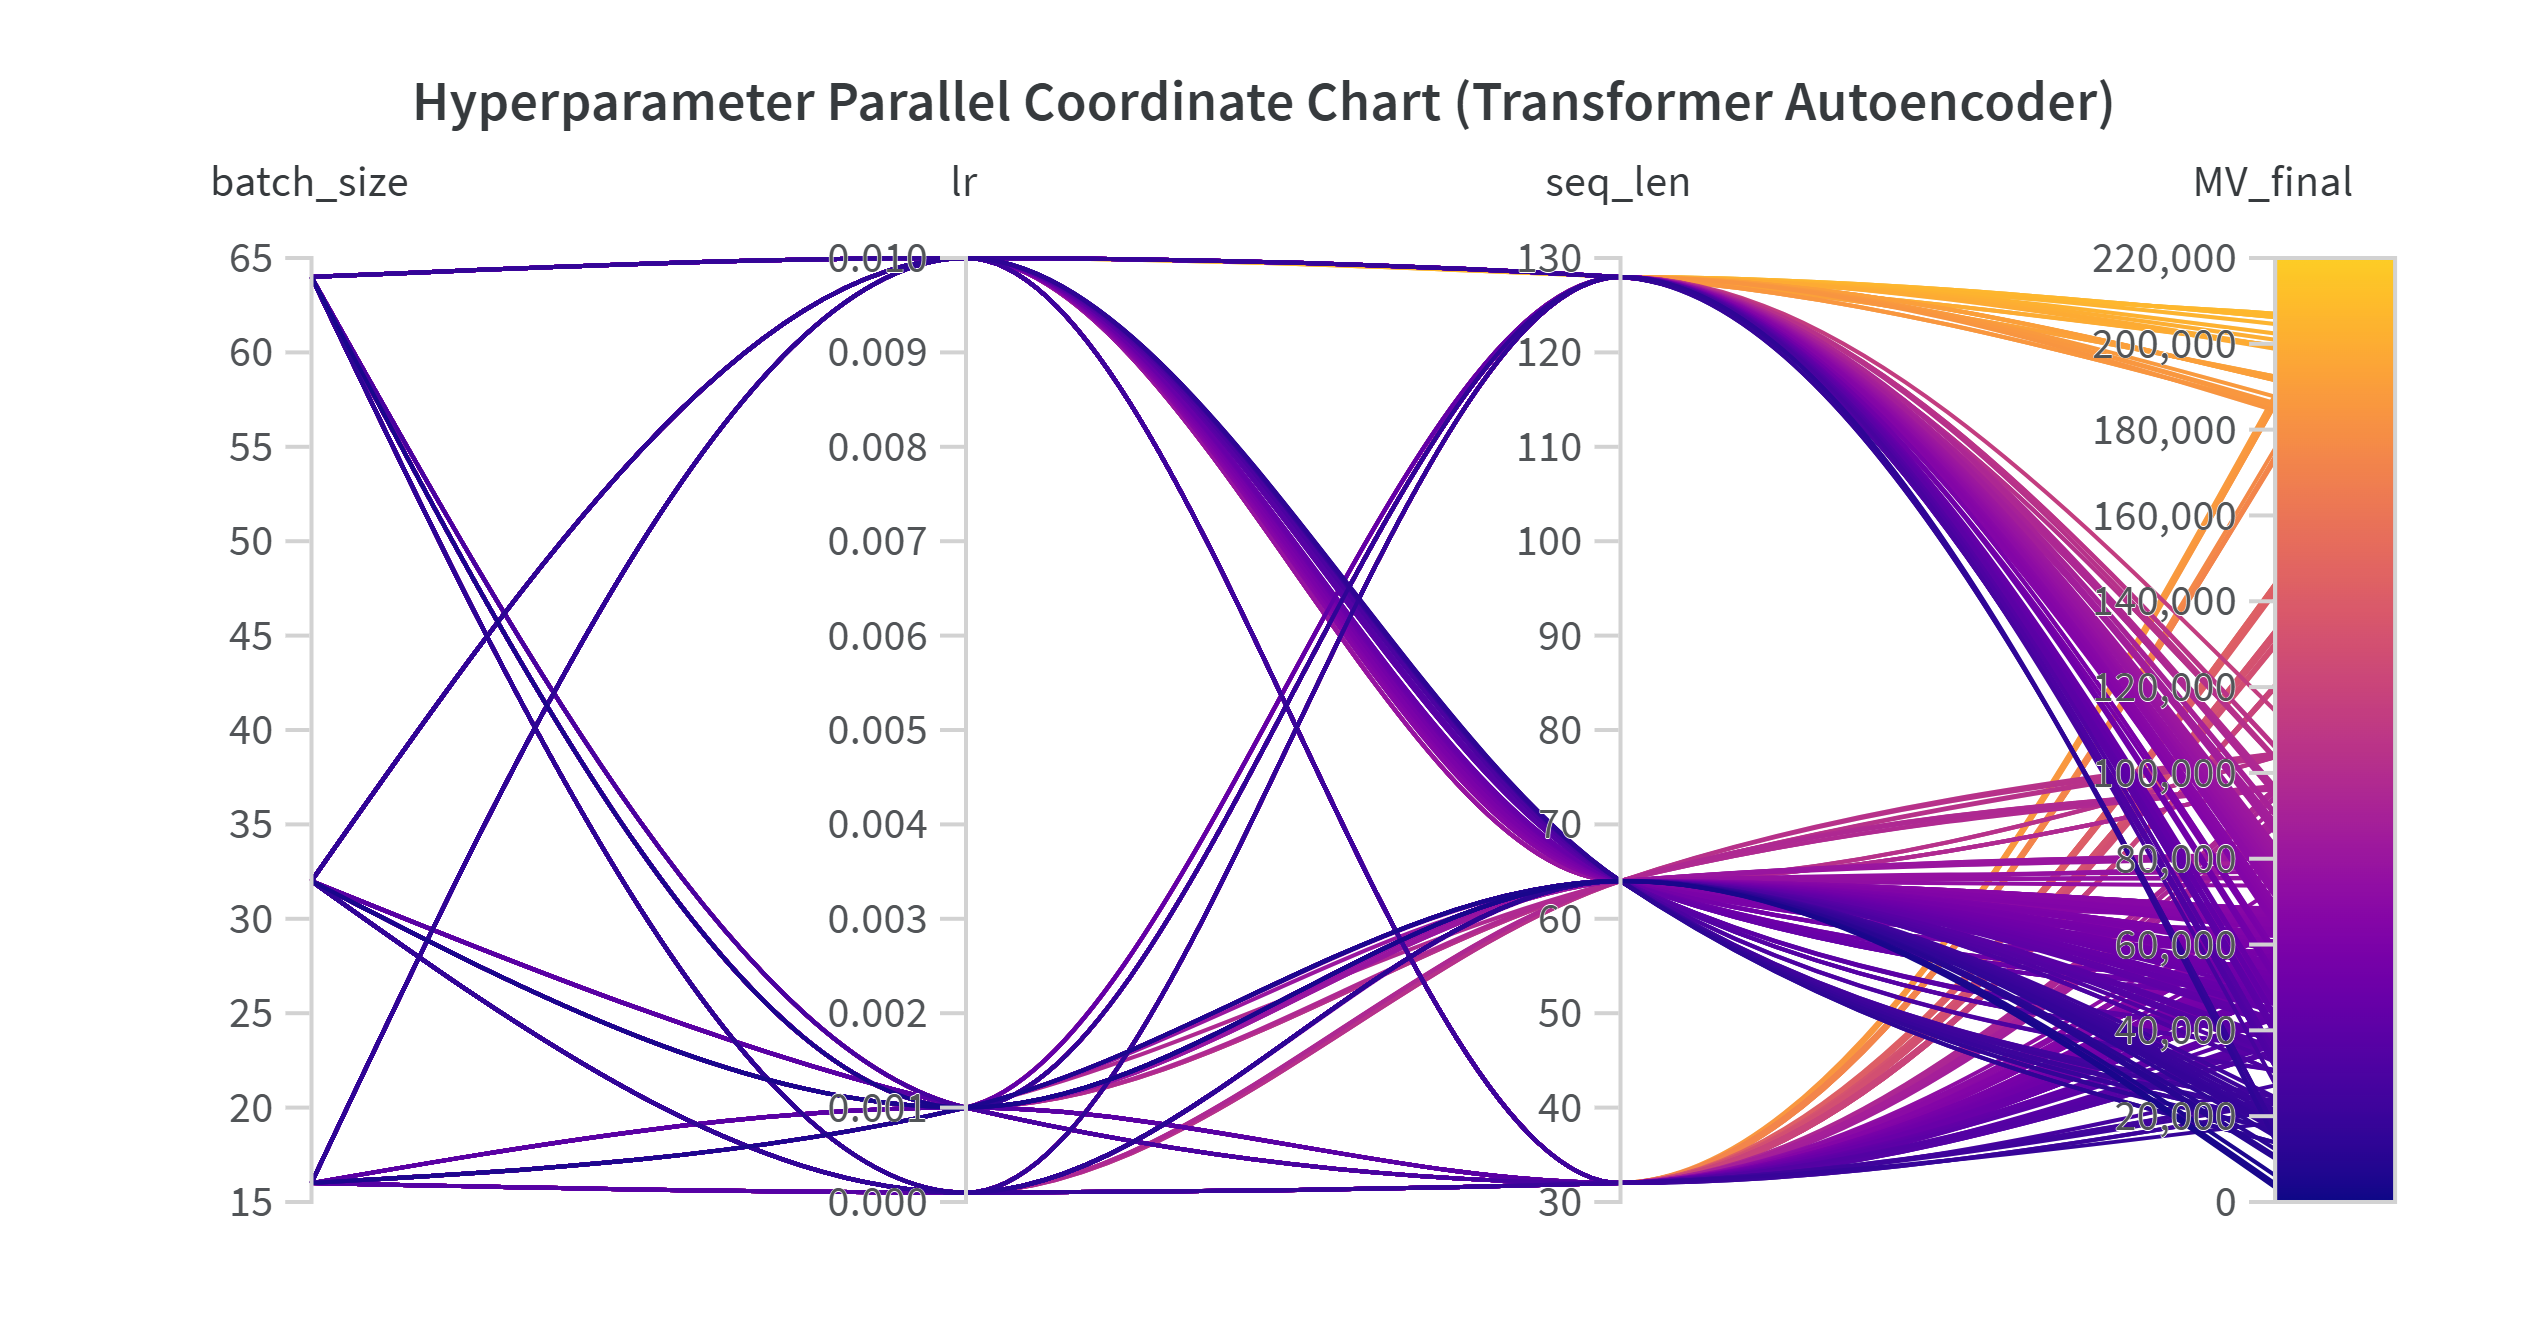 Hyperparameter Parallel Coordinate Chart (Transformer Autoencoder)
batch_size lr seq_len MV_final
65 0.010 130 220,000
60 0.009 120 200,000
55 0.008 110 180,000
50 0.007 100 160,000
45 0.006 90 140,000
40 0.005 80 120,000
35 0.004 70 100,000
30 0.003 60 80,000
25 0.002 50 60,000
20 0.001 40 40,000
15 0.000 30 20,000
0